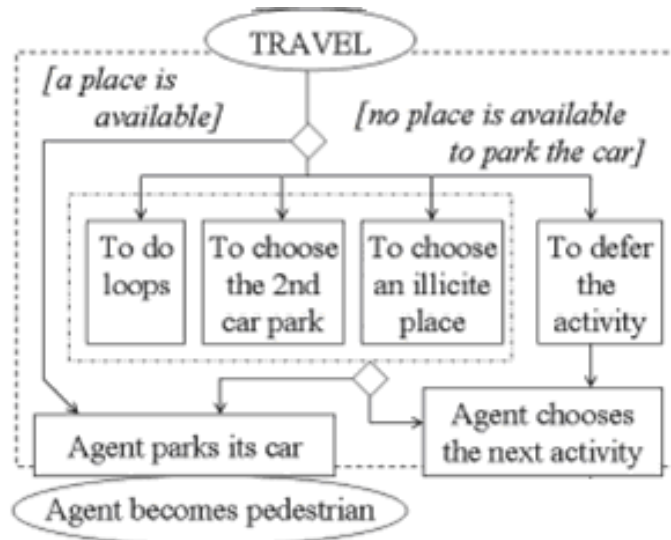 TRAVEL
[a place is
available]
[no place is available
to park the car]
To do
loops
To choose
the 2nd
car park
To choose
an illicite
place
To defer
the
activity
Agent parks its car
Agent chooses
the next activity
Agent becomes pedestrian